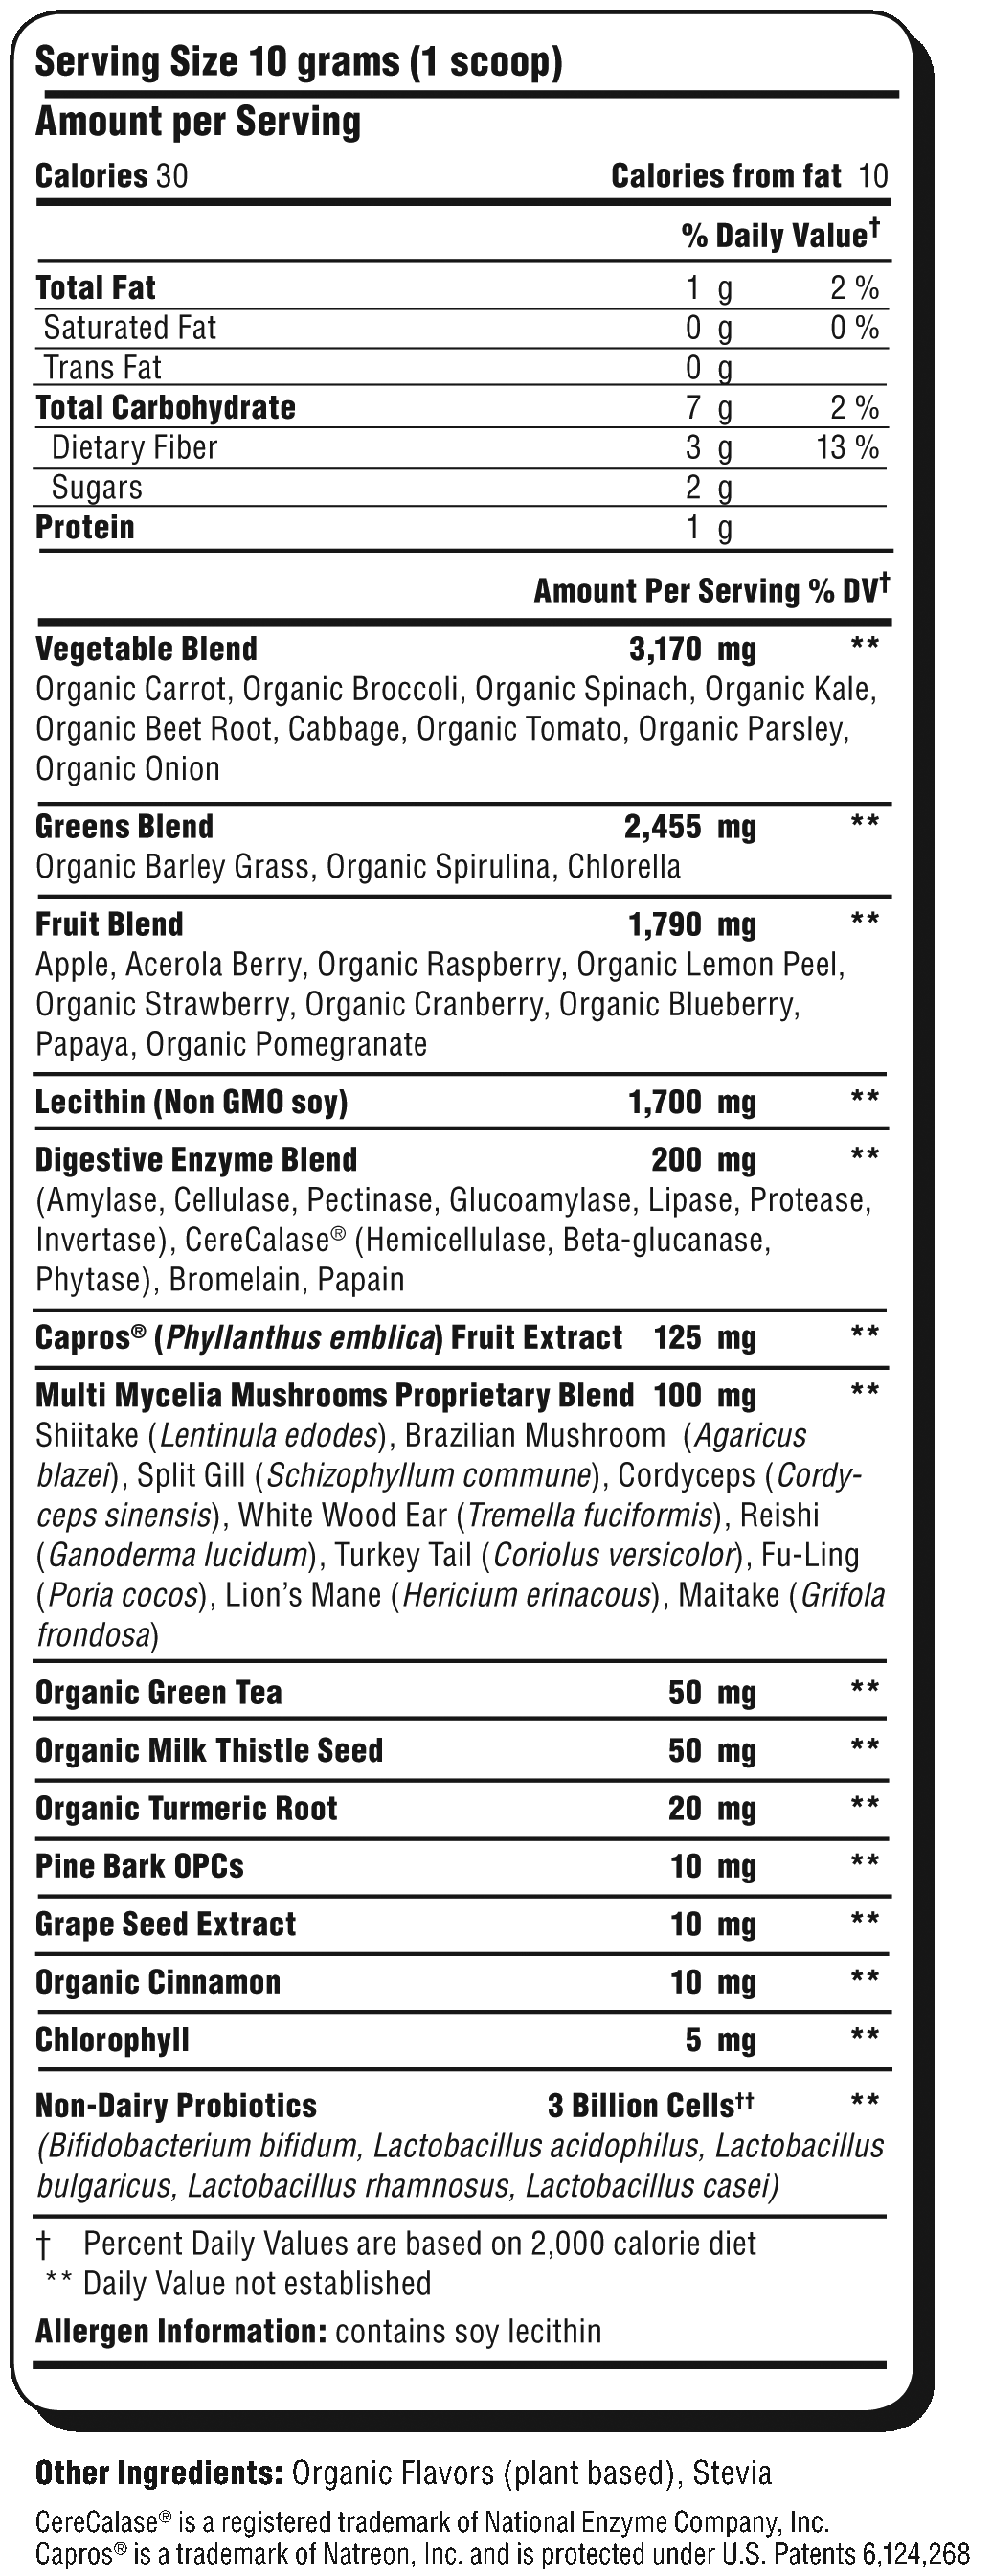 Serving Size 10 grams (1 scoop)
Amount per Serving
Calories 30 Calories from fat 10
% Daily Value†
Total Fat 1 g 2 %
Saturated Fat 0 g 0 %
Trans Fat 0 g
Total Carbohydrate 7 g 2 %
Dietary Fiber 3 g 13 %
Sugars 2 g
Protein 1 g
Amount Per Serving % DV†
Vegetable Blend 3,170 mg **
Organic Carrot, Organic Broccoli, Organic Spinach, Organic Kale,
Organic Beet Root, Cabbage, Organic Tomato, Organic Parsley,
Organic Onion
Greens Blend 2,455 mg **
Organic Barley Grass, Organic Spirulina, Chlorella
Fruit Blend 1,790 mg **
Apple, Acerola Berry, Organic Raspberry, Organic Lemon Peel,
Organic Strawberry, Organic Cranberry, Organic Blueberry,
Papaya, Organic Pomegranate
Lecithin (Non GMO soy) 1,700 mg **
Digestive Enzyme Blend 200 mg **
(Amylase, Cellulase, Pectinase, Glucoamylase, Lipase, Protease,
Invertase), CereCalase® (Hemicellulase, Beta-glucanase,
Phytase), Bromelain, Papain
Capros® (Phyllanthus emblica) Fruit Extract 125 mg **
Multi Mycelia Mushrooms Proprietary Blend 100 mg **
Shiitake (Lentinula edodes), Brazilian Mushroom (Agaricus
blazei), Split Gill (Schizophyllum commune), Cordyceps (Cordy-
ceps sinensis), White Wood Ear (Tremella fuciformis), Reishi
(Ganoderma lucidum), Turkey Tail (Coriolus versicolor), Fu-Ling
(Poria cocos), Lion's Mane (Hericium erinacous), Maitake (Grifola
frondosa)
Organic Green Tea 50 mg **
Organic Milk Thistle Seed 50 mg **
Organic Turmeric Root 20 mg **
Pine Bark OPCs 10 mg **
Grape Seed Extract 10 mg **
Organic Cinnamon 10 mg **
Chlorophyll 5 mg **
Non-Dairy Probiotics 3 Billion Cells†† **
(Bifidobacterium bifidum, Lactobacillus acidophilus, Lactobacillus
bulgaricus, Lactobacillus rhamnosus, Lactobacillus casei)
† Percent Daily Values are based on 2,000 calorie diet
** Daily Value not established
Allergen Information: contains soy lecithin
Other Ingredients: Organic Flavors (plant based), Stevia
CereCalase® is a registered trademark of National Enzyme Company, Inc.
Capros® is a trademark of Natreon, Inc. and is protected under U.S. Patents 6,124,268